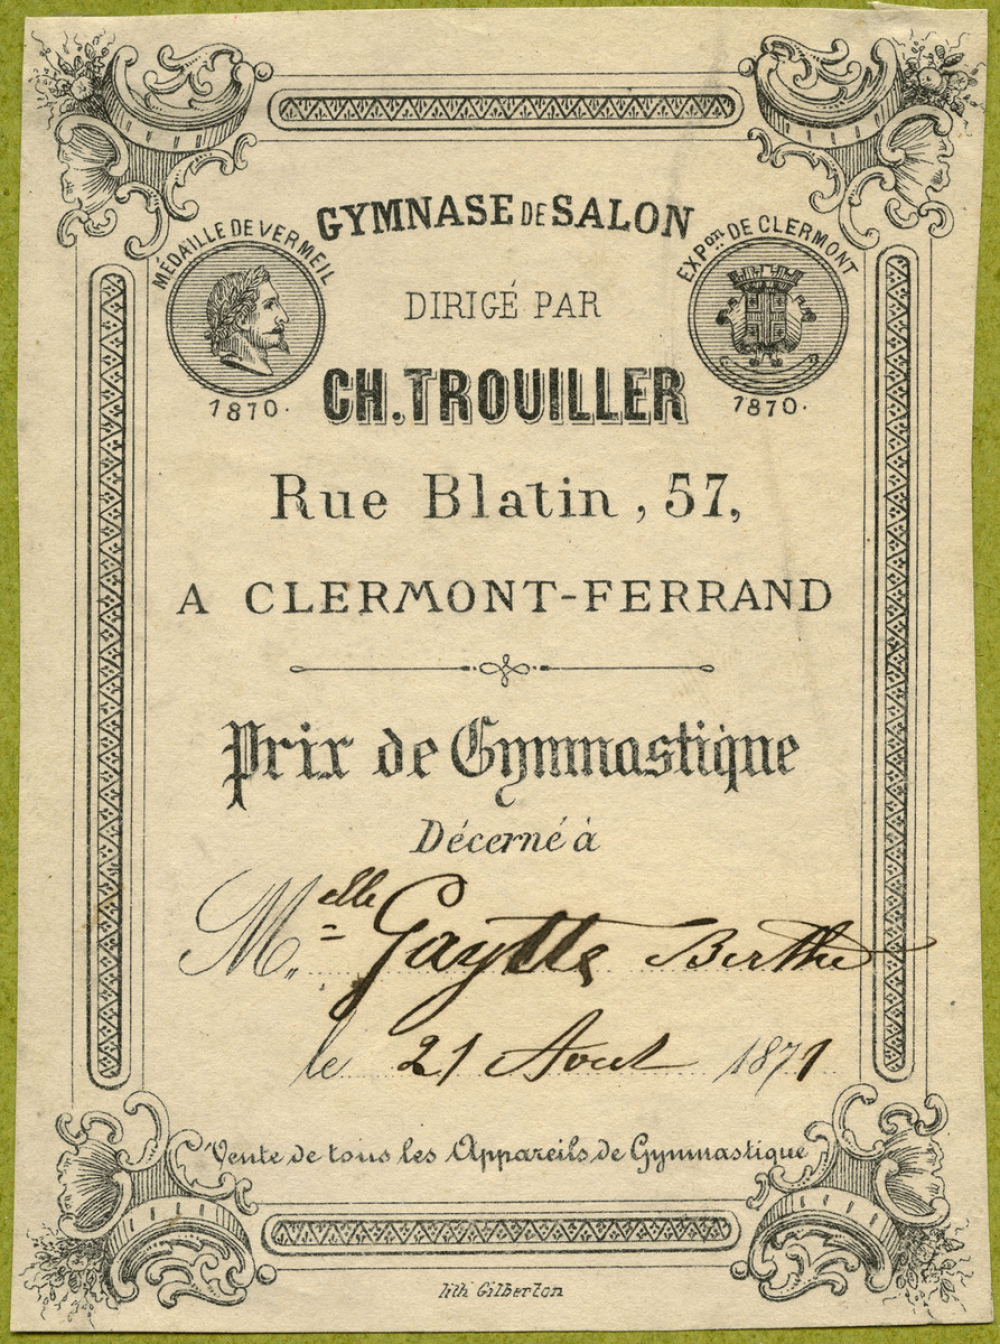 GYMNASE DE SALON
MÉDAILLE DE VERMEIL
1870.
EXPon DE CLERMONT
1870.
DIRIGÉ PAR
CH. TROUILLER
Rue Blatin, 57,
A CLERMONT-FERRAND
Prix de Gymnastique
Décerné à
Melle Gaytte Berthe
le 21 Aout 1871
Vente de tous les Appareils de Gymnastique
lith Gilberton